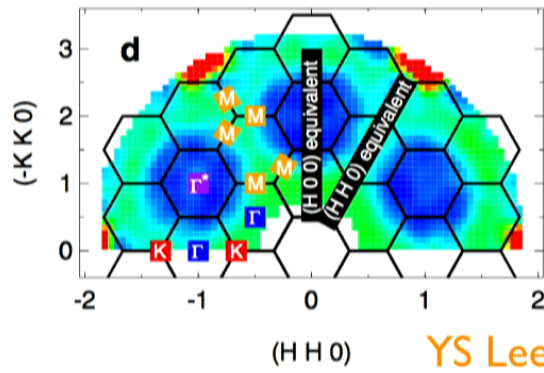 d
3
2
1
0
(-K K 0)
M
M
M
(H 0 0) equivalent
(H H 0) equivalent
M
Γ*
M
Γ
K
Γ
K
-2
-1
0
1
2
(H H 0)
YS Lee